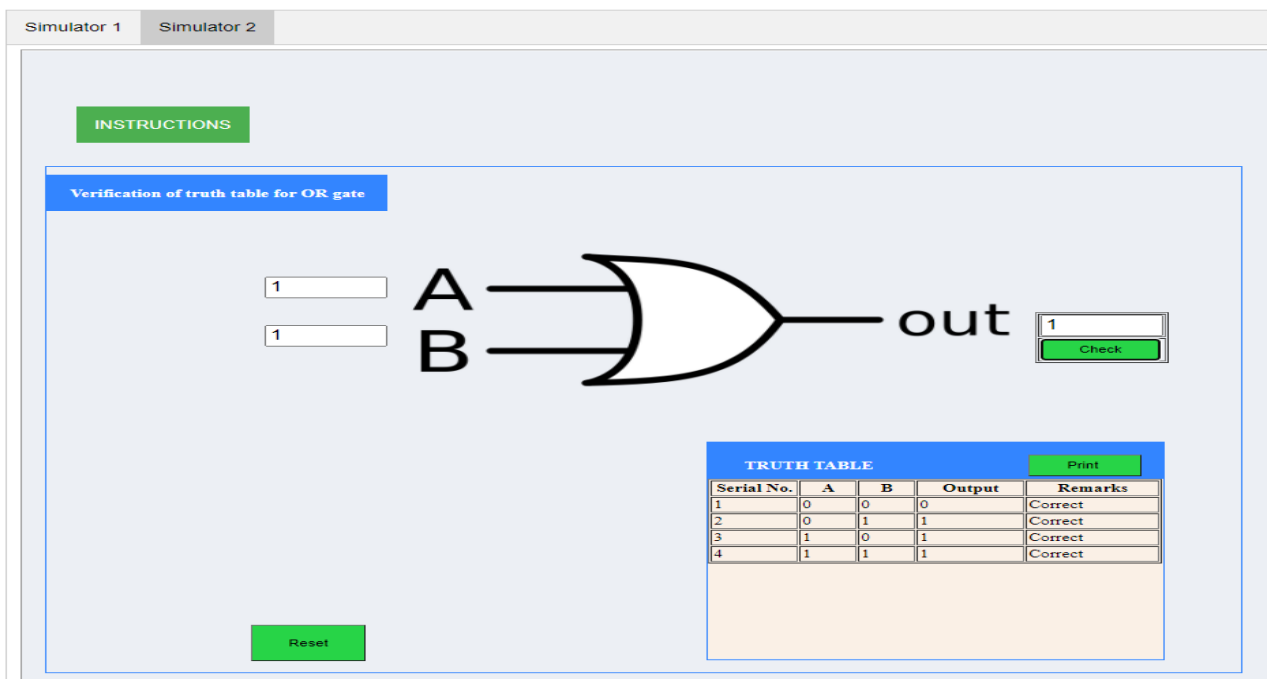 Simulator 1 Simulator 2
INSTRUCTIONS
Verification of truth table for OR gate
1 A
1 B
out 1
Check
TRUTH TABLE Print
Serial No. A B Output Remarks
1 0 0 0 Correct
2 0 1 1 Correct
3 1 0 1 Correct
4 1 1 1 Correct
Reset